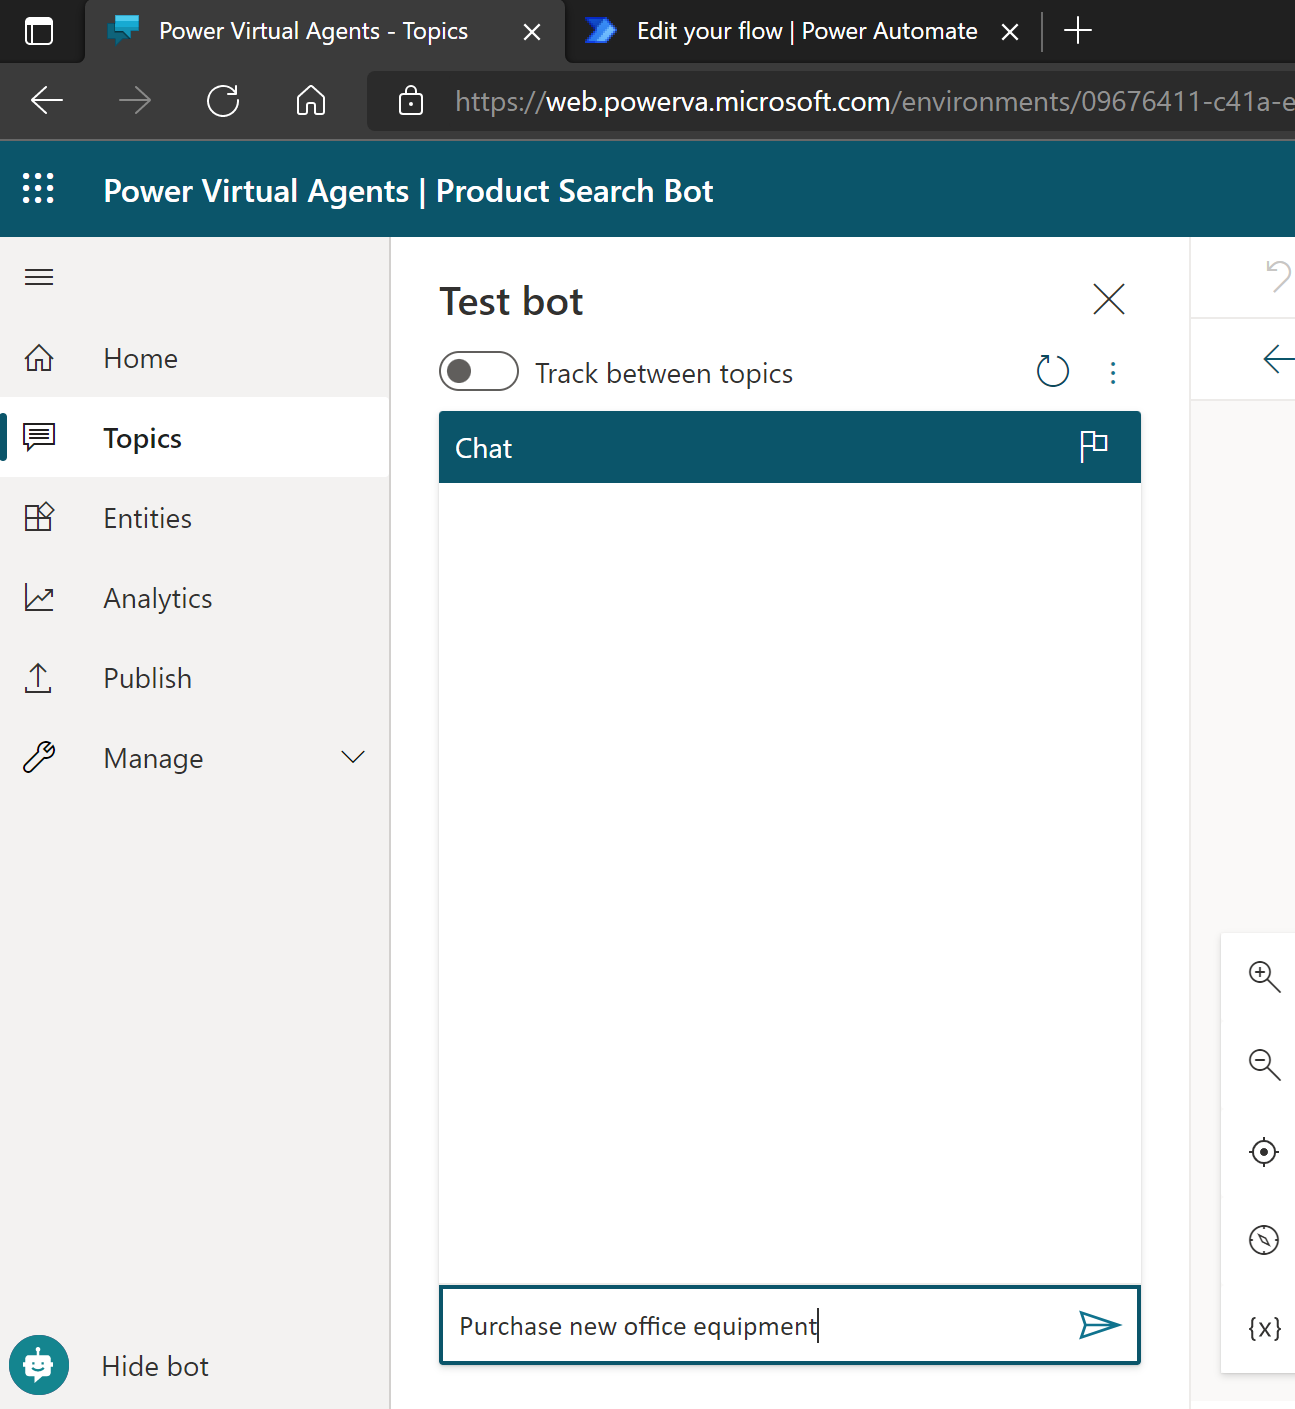 Power Virtual Agents - Topics
Edit your flow | Power Automate
https://web.powerva.microsoft.com/environments/09676411-c41a-e
Power Virtual Agents | Product Search Bot
Home
Topics
Entities
Analytics
Publish
Manage
Hide bot
Test bot
Track between topics
Chat
Purchase new office equipment
{x}